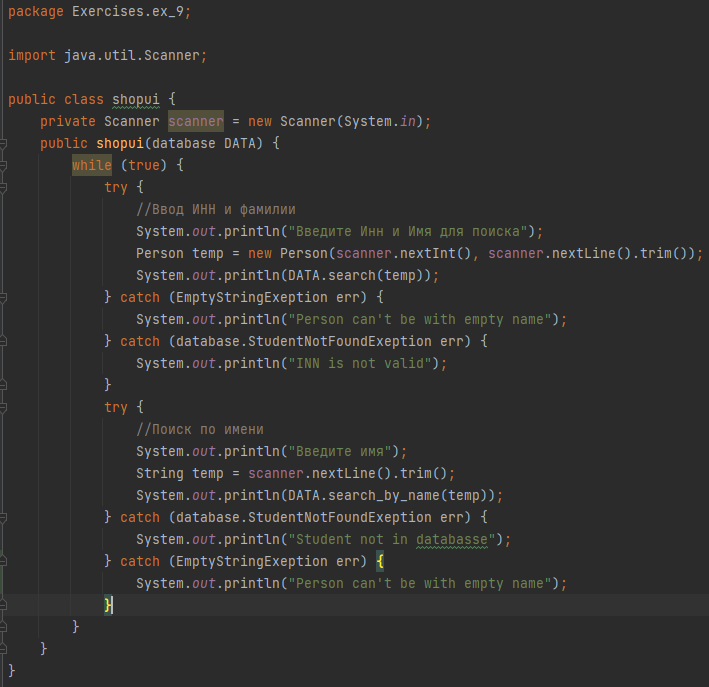 package Exercises.ex_9;
import java.util.Scanner;
public class shopui {
    private Scanner scanner = new Scanner(System.in);
    public shopui(database DATA) {
        while (true) {
            try {
                //Ввод ИНН и фамилии
                System.out.println("Введите Инн и Имя для поиска");
                Person temp = new Person(scanner.nextInt(), scanner.nextLine().trim());
                System.out.println(DATA.search(temp));
            } catch (EmptyStringExeption err) {
                System.out.println("Person can't be with empty name");
            } catch (database.StudentNotFoundExeption err) {
                System.out.println("INN is not valid");
            }
            try {
                //Поиск по имени
                System.out.println("Введите имя");
                String temp = scanner.nextLine().trim();
                System.out.println(DATA.search_by_name(temp));
            } catch (database.StudentNotFoundExeption err) {
                System.out.println("Student not in databasse");
            } catch (EmptyStringExeption err) {
                System.out.println("Person can't be with empty name");
            }
        }
    }
}